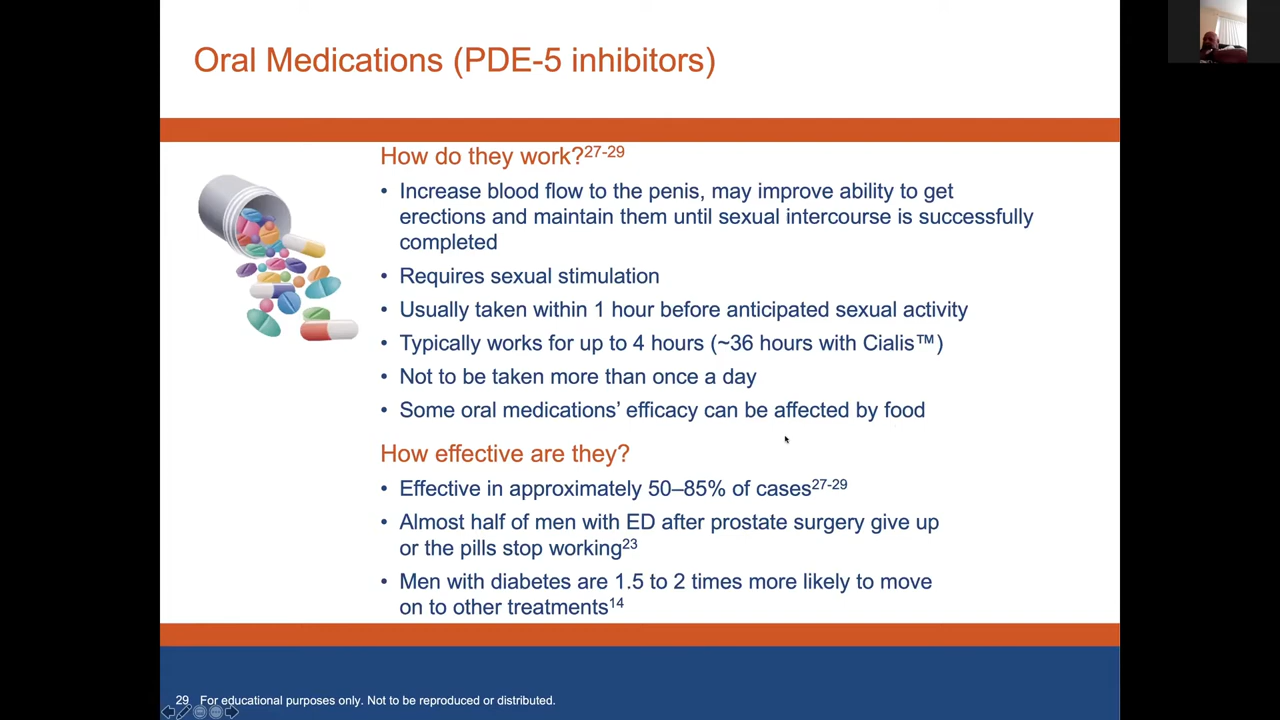 Oral Medications (PDE-5 inhibitors)
How do they work?27-29
• Increase blood flow to the penis, may improve ability to get
erections and maintain them until sexual intercourse is successfully
completed
• Requires sexual stimulation
• Usually taken within 1 hour before anticipated sexual activity
• Typically works for up to 4 hours (~36 hours with Cialis™)
• Not to be taken more than once a day
• Some oral medications’ efficacy can be affected by food
How effective are they?
• Effective in approximately 50–85% of cases27-29
• Almost half of men with ED after prostate surgery give up
or the pills stop working23
• Men with diabetes are 1.5 to 2 times more likely to move
on to other treatments14
29 For educational purposes only. Not to be reproduced or distributed.